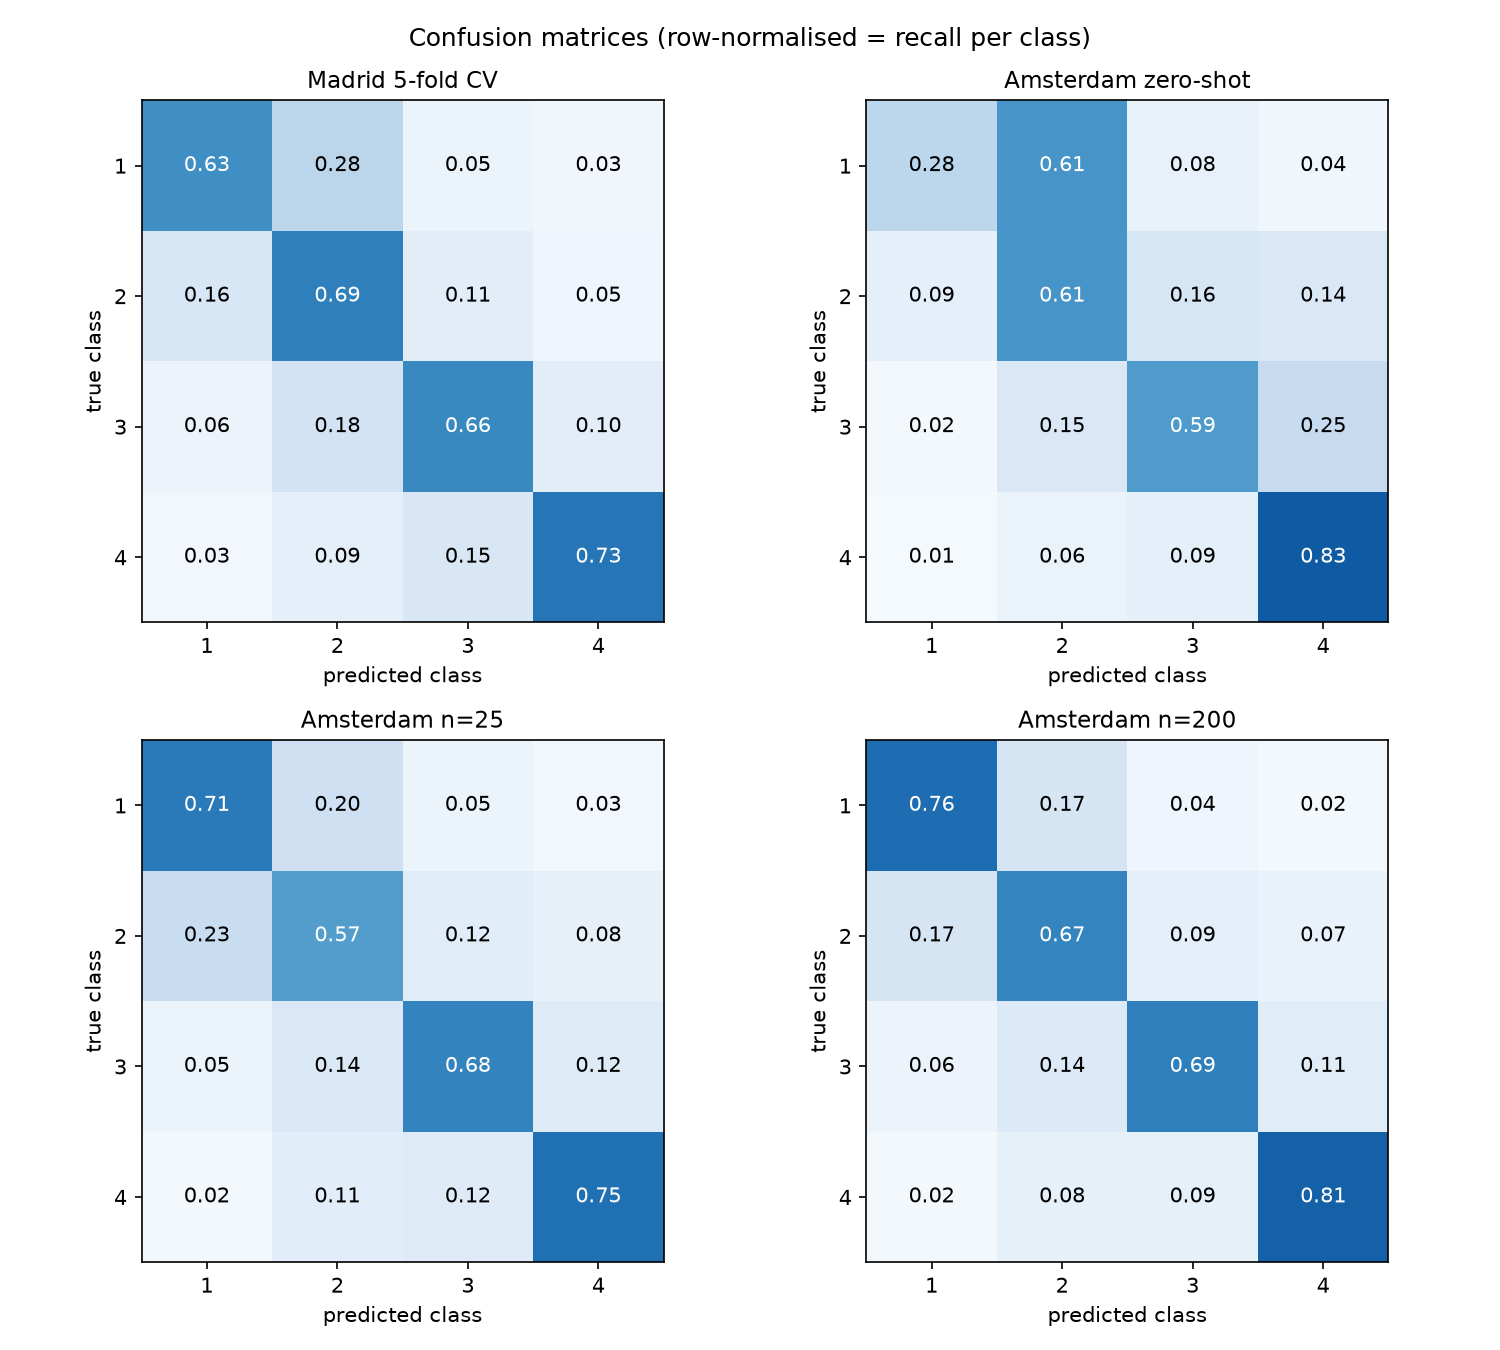 Confusion matrices (row-normalised = recall per class)
Madrid 5-fold CV
true class
1 0.63 0.28 0.05 0.03
2 0.16 0.69 0.11 0.05
3 0.06 0.18 0.66 0.10
4 0.03 0.09 0.15 0.73
1 2 3 4
predicted class
Amsterdam zero-shot
true class
1 0.28 0.61 0.08 0.04
2 0.09 0.61 0.16 0.14
3 0.02 0.15 0.59 0.25
4 0.01 0.06 0.09 0.83
1 2 3 4
predicted class
Amsterdam n=25
true class
1 0.71 0.20 0.05 0.03
2 0.23 0.57 0.12 0.08
3 0.05 0.14 0.68 0.12
4 0.02 0.11 0.12 0.75
1 2 3 4
predicted class
Amsterdam n=200
true class
1 0.76 0.17 0.04 0.02
2 0.17 0.67 0.09 0.07
3 0.06 0.14 0.69 0.11
4 0.02 0.08 0.09 0.81
1 2 3 4
predicted class